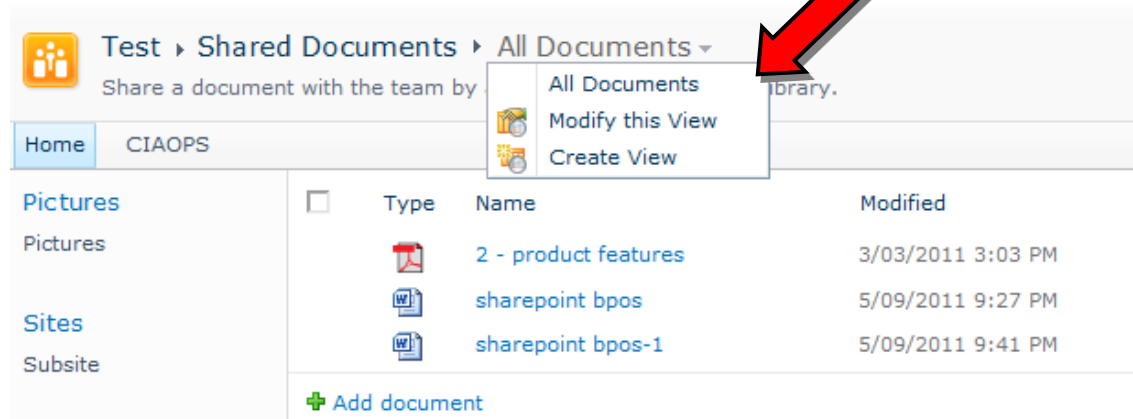 Test ▸ Shared Documents ▸ All Documents
Share a document with the team by
All Documents
Modify this View
Create View
Home CIAOPS
Pictures
Pictures
Sites
Subsite
Type Name Modified
2 - product features 3/03/2011 3:03 PM
sharepoint bpos 5/09/2011 9:27 PM
sharepoint bpos-1 5/09/2011 9:41 PM
Add document